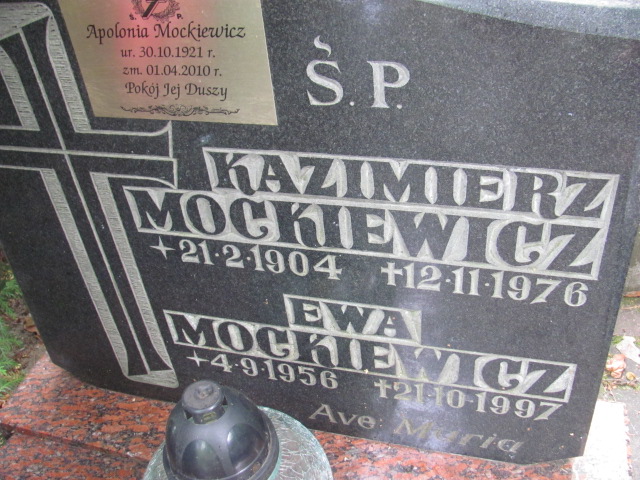 Ś. P.
Apolonia Mockiewicz
ur. 30.10.1921 r.
zm. 01.04.2010 r.
Pokój Jej Duszy
Ś.P.
KAZIMIERZ
MOCKIEWICZ
+21·2·1904 ✝12·11·1976
EWA
MOCKIEWICZ
+4·9·1956 ✝21·10·1997
Ave Maria